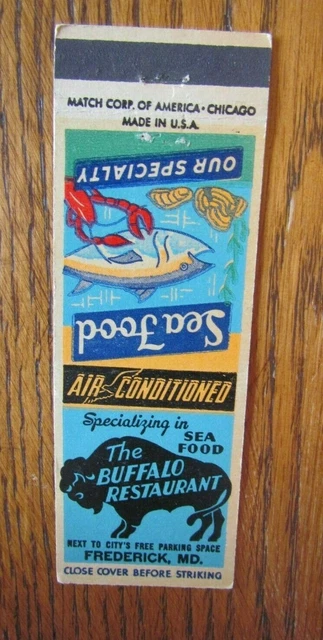 MATCH CORP. OF AMERICA • CHICAGO
MADE IN U.S.A.
OUR SPECIALTY
Sea Food
AIR CONDITIONED
Specializing in
SEA
FOOD
The
BUFFALO
RESTAURANT
NEXT TO CITY'S FREE PARKING SPACE
FREDERICK, MD.
CLOSE COVER BEFORE STRIKING